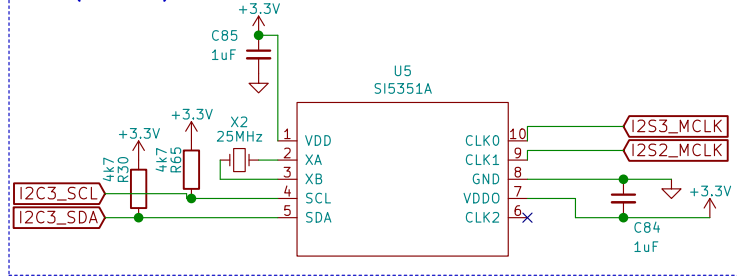 +3.3V
C85
1uF
U5
SI5351A
+3.3V
X2
25MHz
+3.3V
4k7
R30
4k7
R65
1 VDD
2 XA
3 XB
4 SCL
5 SDA
CLK0 10
CLK1 9
GND 8
VDDO 7
CLK2 6
I2S3_MCLK
I2S2_MCLK
I2C3_SCL
I2C3_SDA
+3.3V
C84
1uF